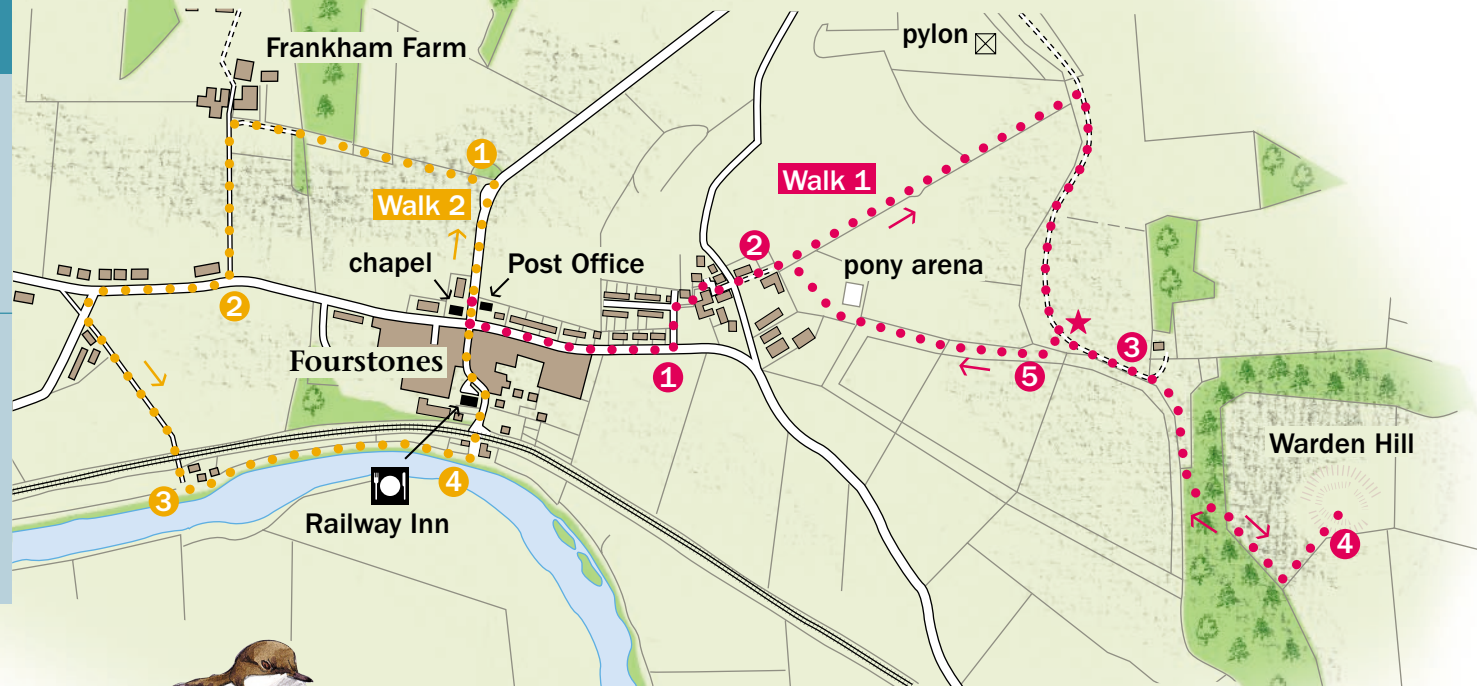 pylon
Frankham Farm
1
Walk 2
Walk 1
2
chapel
Post Office
pony arena
2
3
Fourstones
1
5
Warden Hill
3
4
4
Railway Inn